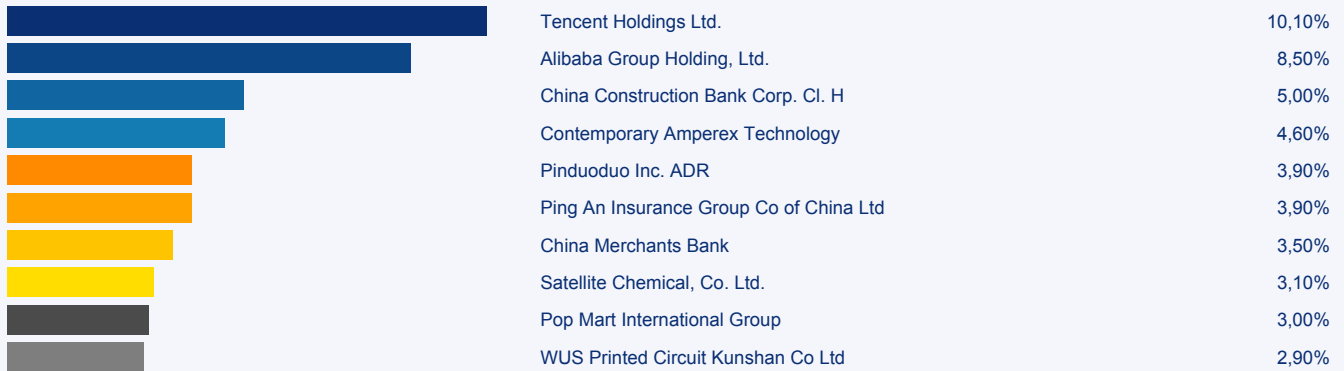 Tencent Holdings Ltd. 10,10%
Alibaba Group Holding, Ltd. 8,50%
China Construction Bank Corp. Cl. H 5,00%
Contemporary Amperex Technology 4,60%
Pinduoduo Inc. ADR 3,90%
Ping An Insurance Group Co of China Ltd 3,90%
China Merchants Bank 3,50%
Satellite Chemical, Co. Ltd. 3,10%
Pop Mart International Group 3,00%
WUS Printed Circuit Kunshan Co Ltd 2,90%